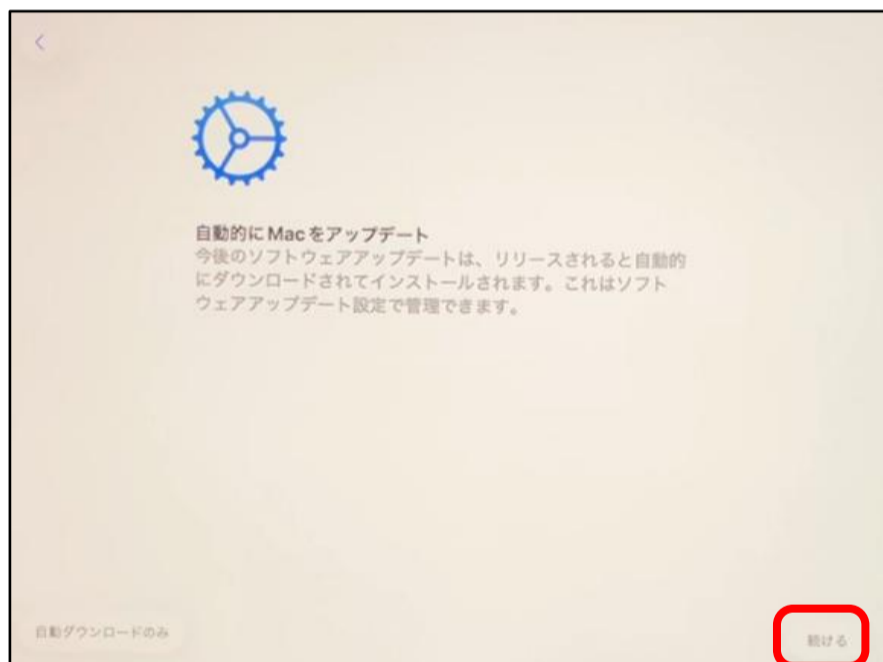 自動的にMacをアップデート
今後のソフトウェアアップデートは、リリースされると自動的
にダウンロードされてインストールされます。これはソフト
ウェアアップデート設定で管理できます。
自動ダウンロードのみ
続ける